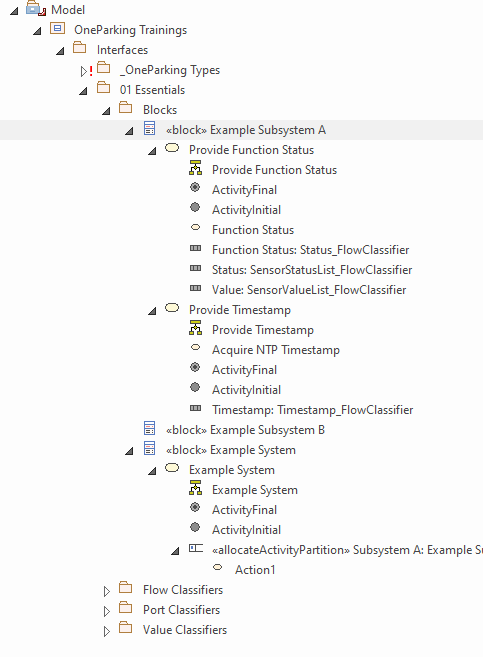 Model
OneParking Trainings
Interfaces
_OneParking Types
01 Essentials
Blocks
«block» Example Subsystem A
Provide Function Status
Provide Function Status
ActivityFinal
ActivityInitial
Function Status
Function Status: Status_FlowClassifier
Status: SensorStatusList_FlowClassifier
Value: SensorValueList_FlowClassifier
Provide Timestamp
Provide Timestamp
Acquire NTP Timestamp
ActivityFinal
ActivityInitial
Timestamp: Timestamp_FlowClassifier
«block» Example Subsystem B
«block» Example System
Example System
Example System
ActivityFinal
ActivityInitial
«allocateActivityPartition» Subsystem A: Example S
Action1
Flow Classifiers
Port Classifiers
Value Classifiers